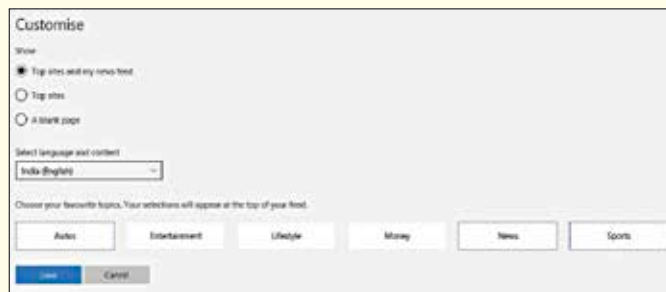 Customise
Show
Top sites and my news feed
Top sites
A blank page
Select language and content
India (English)
Choose your favourite topics. Your selections will appear at the top of your feed.
Autos Entertainment Lifestyle Money News Sports
Save Cancel